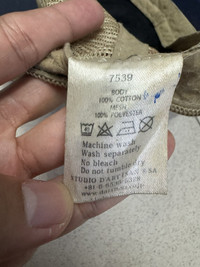 7539
BODY
100% COTTON
MESH
100% POLYESTER
Machine wash
Wash separately
No bleach
Do not tumble dry
STUDIO D'ARTISAN